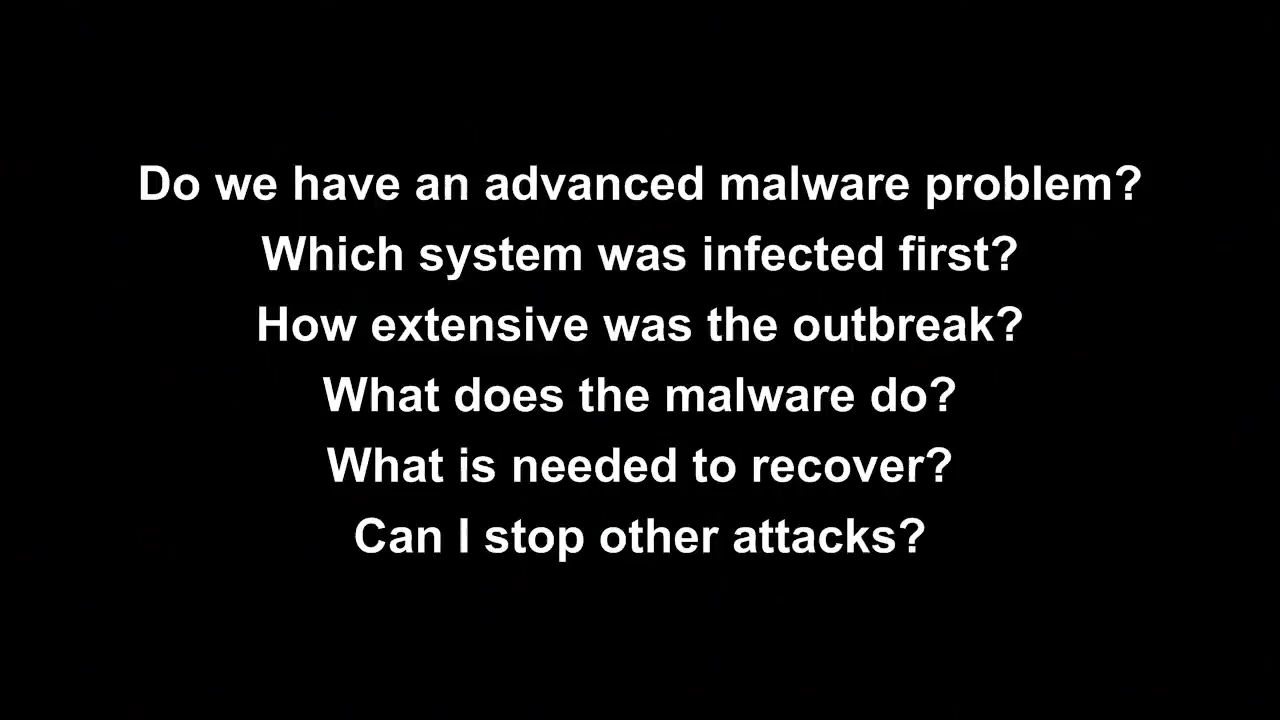 Do we have an advanced malware problem?
Which system was infected first?
How extensive was the outbreak?
What does the malware do?
What is needed to recover?
Can I stop other attacks?